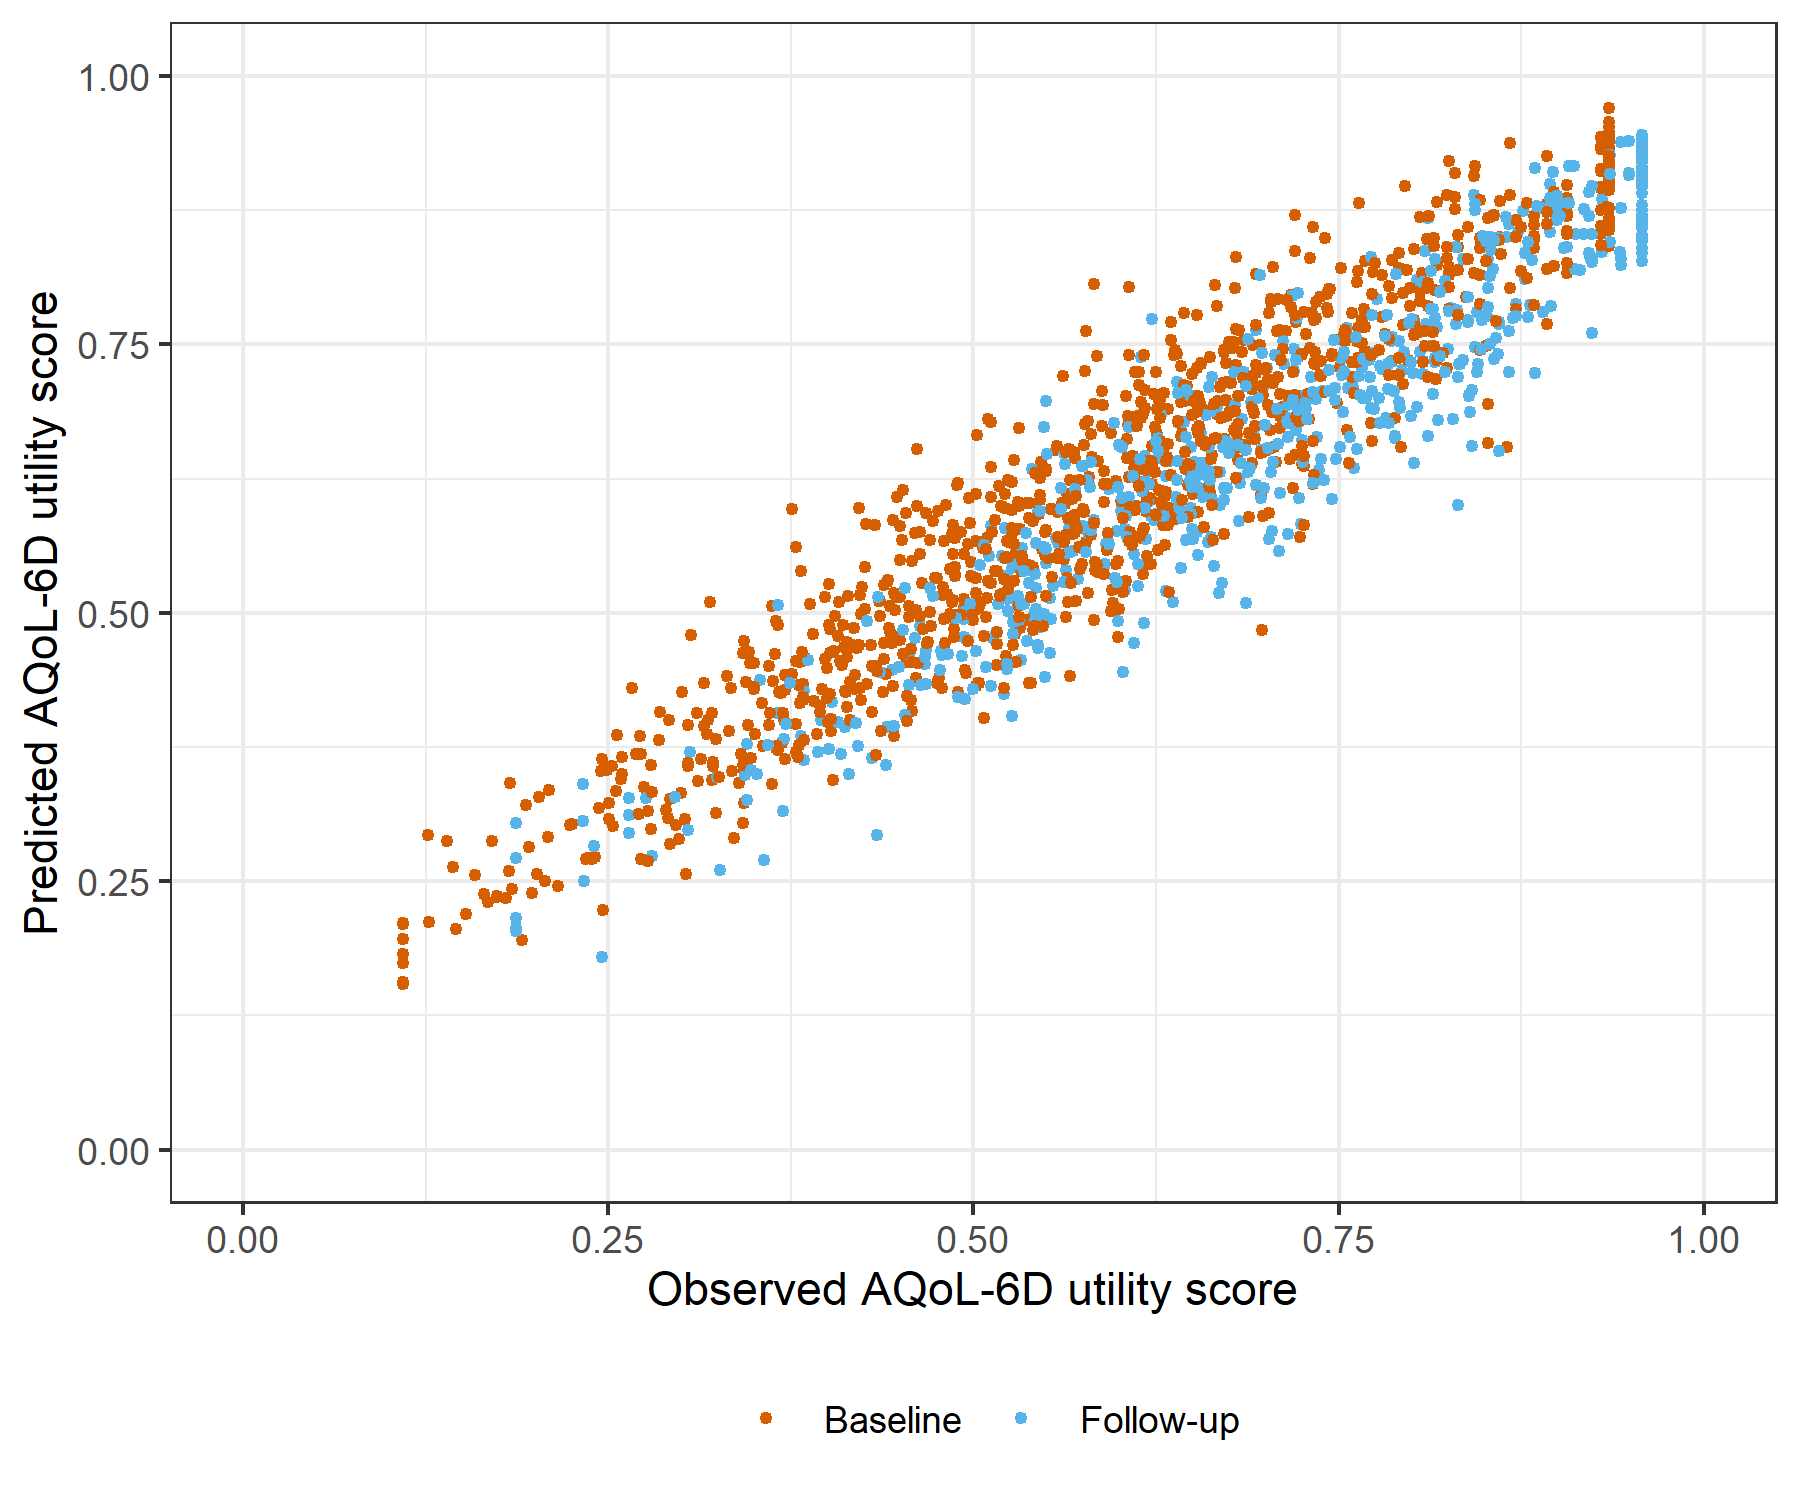 1.00
0.75
0.50
0.25
0.00
Predicted AQoL-6D utility score
0.00 0.25 0.50 0.75 1.00
Observed AQoL-6D utility score
Baseline Follow-up